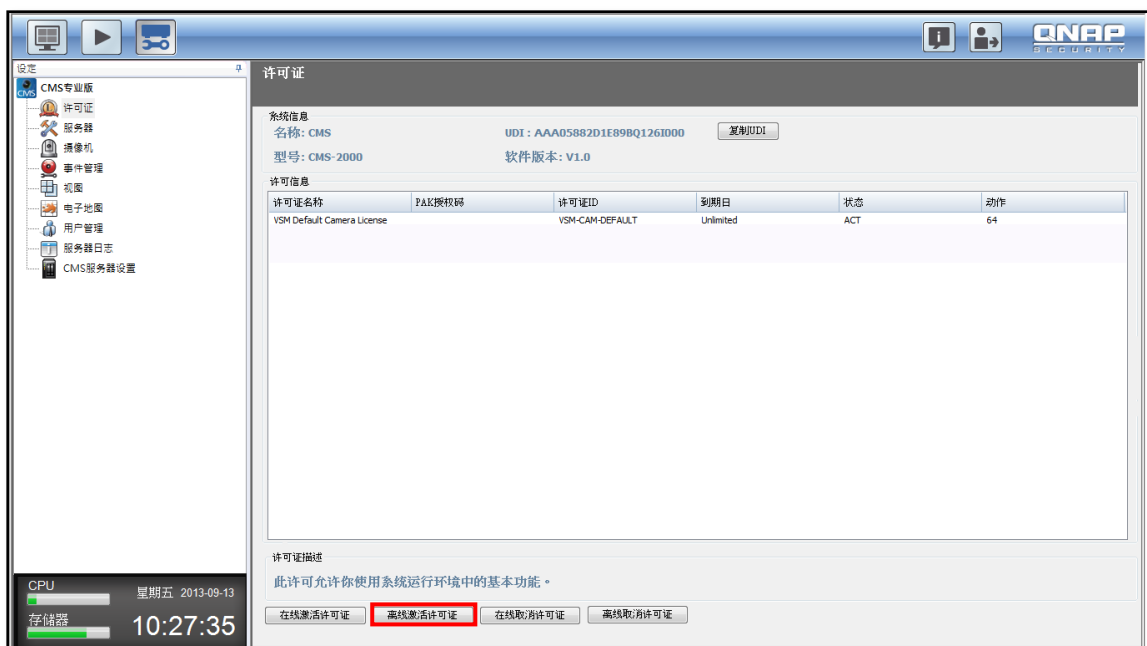 QNAP
SECURITY
设定
CMS专业版
许可证
服务器
摄像机
事件管理
视图
电子地图
用户管理
服务器日志
CMS服务器设置
CPU
星期五 2013-09-13
存储器
10:27:35
许可证
系统信息
名称: CMS
UDI : AAA05882D1E89BQ126I000
复制UDI
型号: CMS-2000
软件版本: V1.0
许可信息
许可证名称 PAK授权码 许可证ID 到期日 状态 动作
VSM Default Camera License VSM-CAM-DEFAULT Unlimited ACT 64
许可证描述
此许可允许你使用系统运行环境中的基本功能。
在线激活许可证 离线激活许可证 在线取消许可证 离线取消许可证